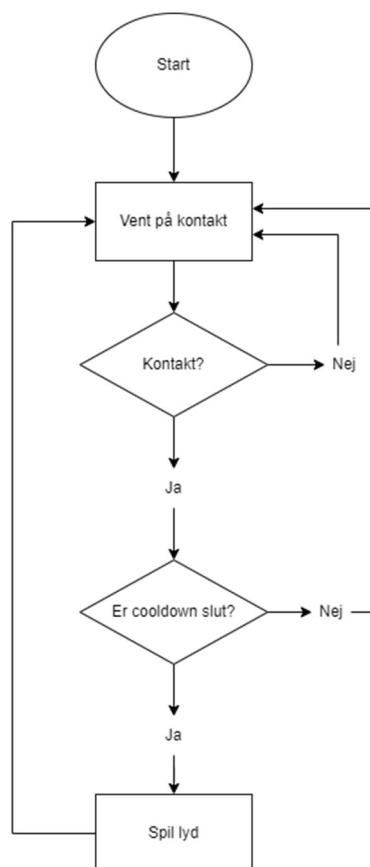 Start
Vent på kontakt
Kontakt?
Nej
Ja
Er cooldown slut?
Nej
Ja
Spil lyd